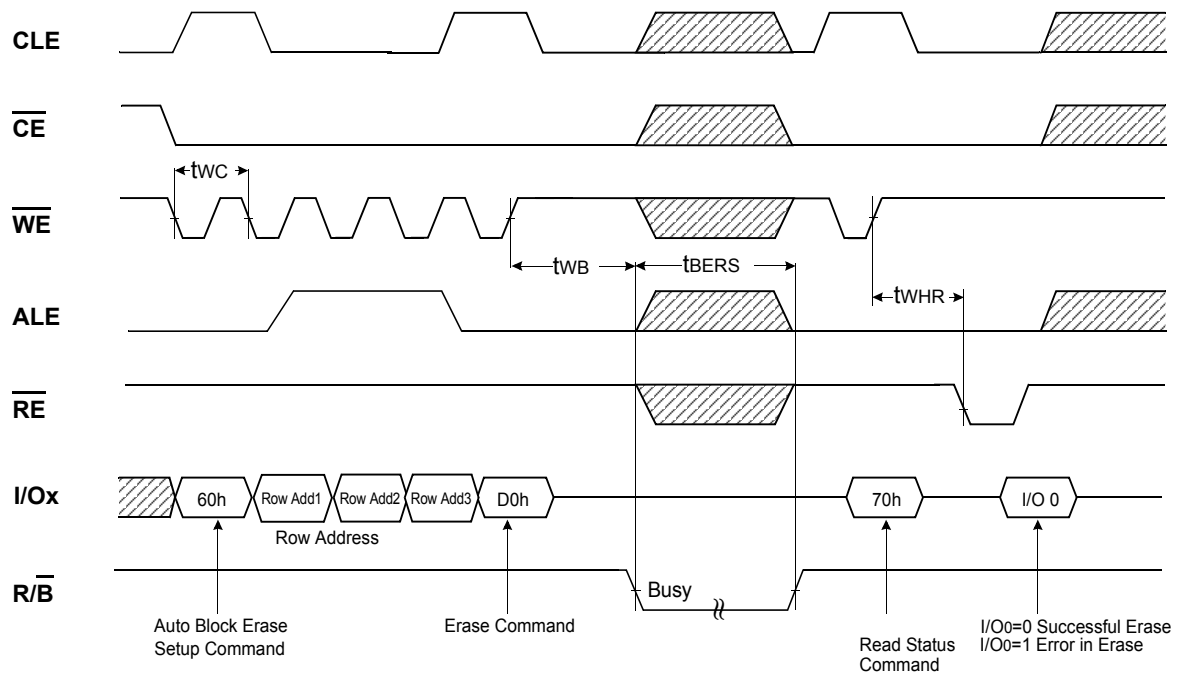 CLE
CE
tWC
WE
tWB
tBERS
tWHR
ALE
RE
I/Ox
60h
Row Add1
Row Add2
Row Add3
D0h
70h
I/O 0
Row Address
R/B
Busy
Auto Block Erase
Setup Command
Erase Command
Read Status
Command
I/O0=0 Successful Erase
I/O0=1 Error in Erase